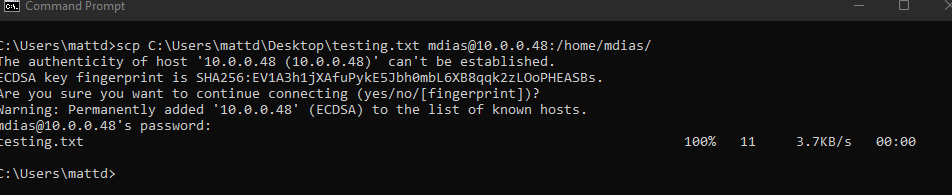 Command Prompt
C:\Users\mattd>scp C:\Users\mattd\Desktop\testing.txt mdias@10.0.0.48:/home/mdias/
The authenticity of host '10.0.0.48 (10.0.0.48)' can't be established.
ECDSA key fingerprint is SHA256:EV1A3h1jXAfuPykE5Jbh0mbL6XB8qqk2zLOoPHEASBs.
Are you sure you want to continue connecting (yes/no/[fingerprint])?
Warning: Permanently added '10.0.0.48' (ECDSA) to the list of known hosts.
mdias@10.0.0.48's password:
testing.txt 100% 11 3.7KB/s 00:00
C:\Users\mattd>